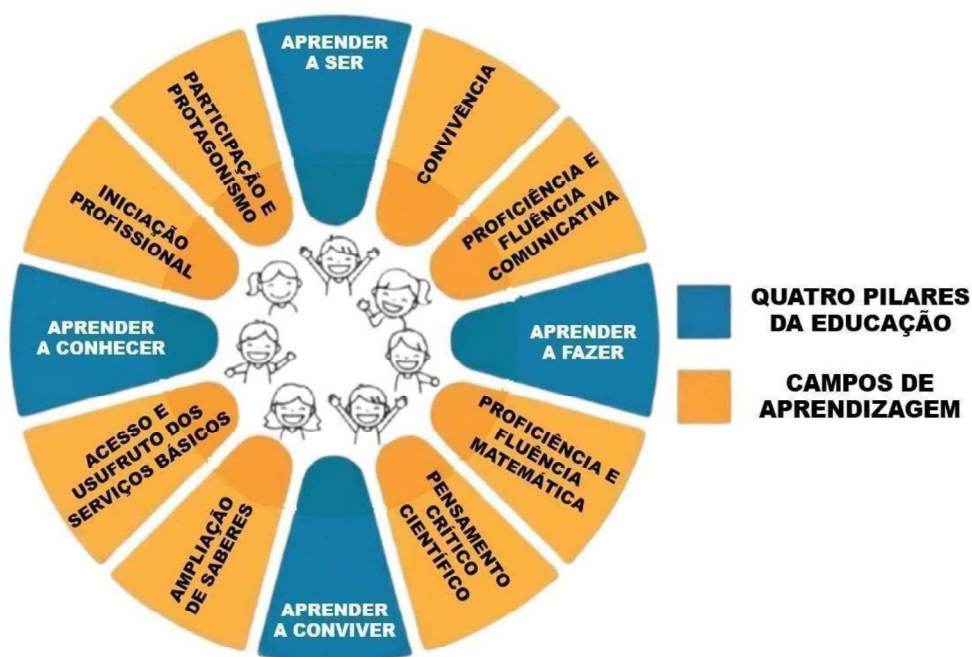 APRENDER
A SER
CONVIVÊNCIA
PROFICIÊNCIA E
FLUÊNCIA
COMUNICATIVA
APRENDER
A FAZER
PROFICIÊNCIA E
FLUÊNCIA
MATEMÁTICA
PENSAMENTO
CRÍTICO
CIENTÍFICO
APRENDER
A CONVIVER
AMPLIAÇÃO
DE SABERES
ACESSO E
USUFRUTO DOS
SERVIÇOS BÁSICOS
APRENDER
A CONHECER
INICIAÇÃO
PROFISSIONAL
PARTICIPAÇÃO E
PROTAGONISMO
QUATRO PILARES
DA EDUCAÇÃO
CAMPOS DE
APRENDIZAGEM